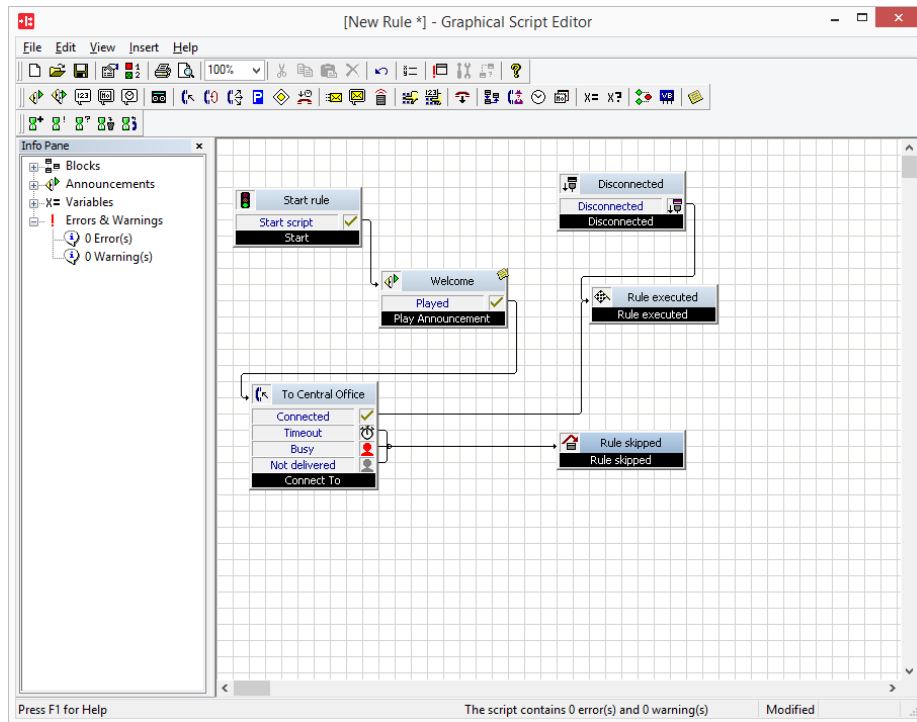 [New Rule *] - Graphical Script Editor
File Edit View Insert Help
100%
Info Pane
Blocks
Announcements
X= Variables
Errors & Warnings
0 Error(s)
0 Warning(s)
Start rule
Start script
Start
Welcome
Played
Play Announcement
To Central Office
Connected
Timeout
Busy
Not delivered
Connect To
Disconnected
Disconnected
Disconnected
Rule executed
Rule executed
Rule skipped
Rule skipped
Press F1 for Help
The script contains 0 error(s) and 0 warning(s)
Modified